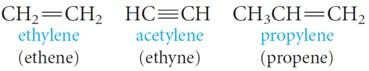 CH₂=CH₂ HC≡CH CH₃CH=CH₂
ethylene acetylene propylene
(ethene) (ethyne) (propene)